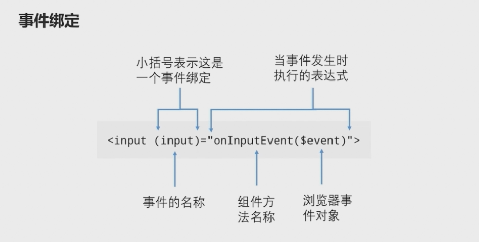 事件绑定
小括号表示这是
一个事件绑定
当事件发生时
执行的表达式
<input (input)="onInputEvent($event)">
事件的名称
组件方
法名称
浏览器事
件对象